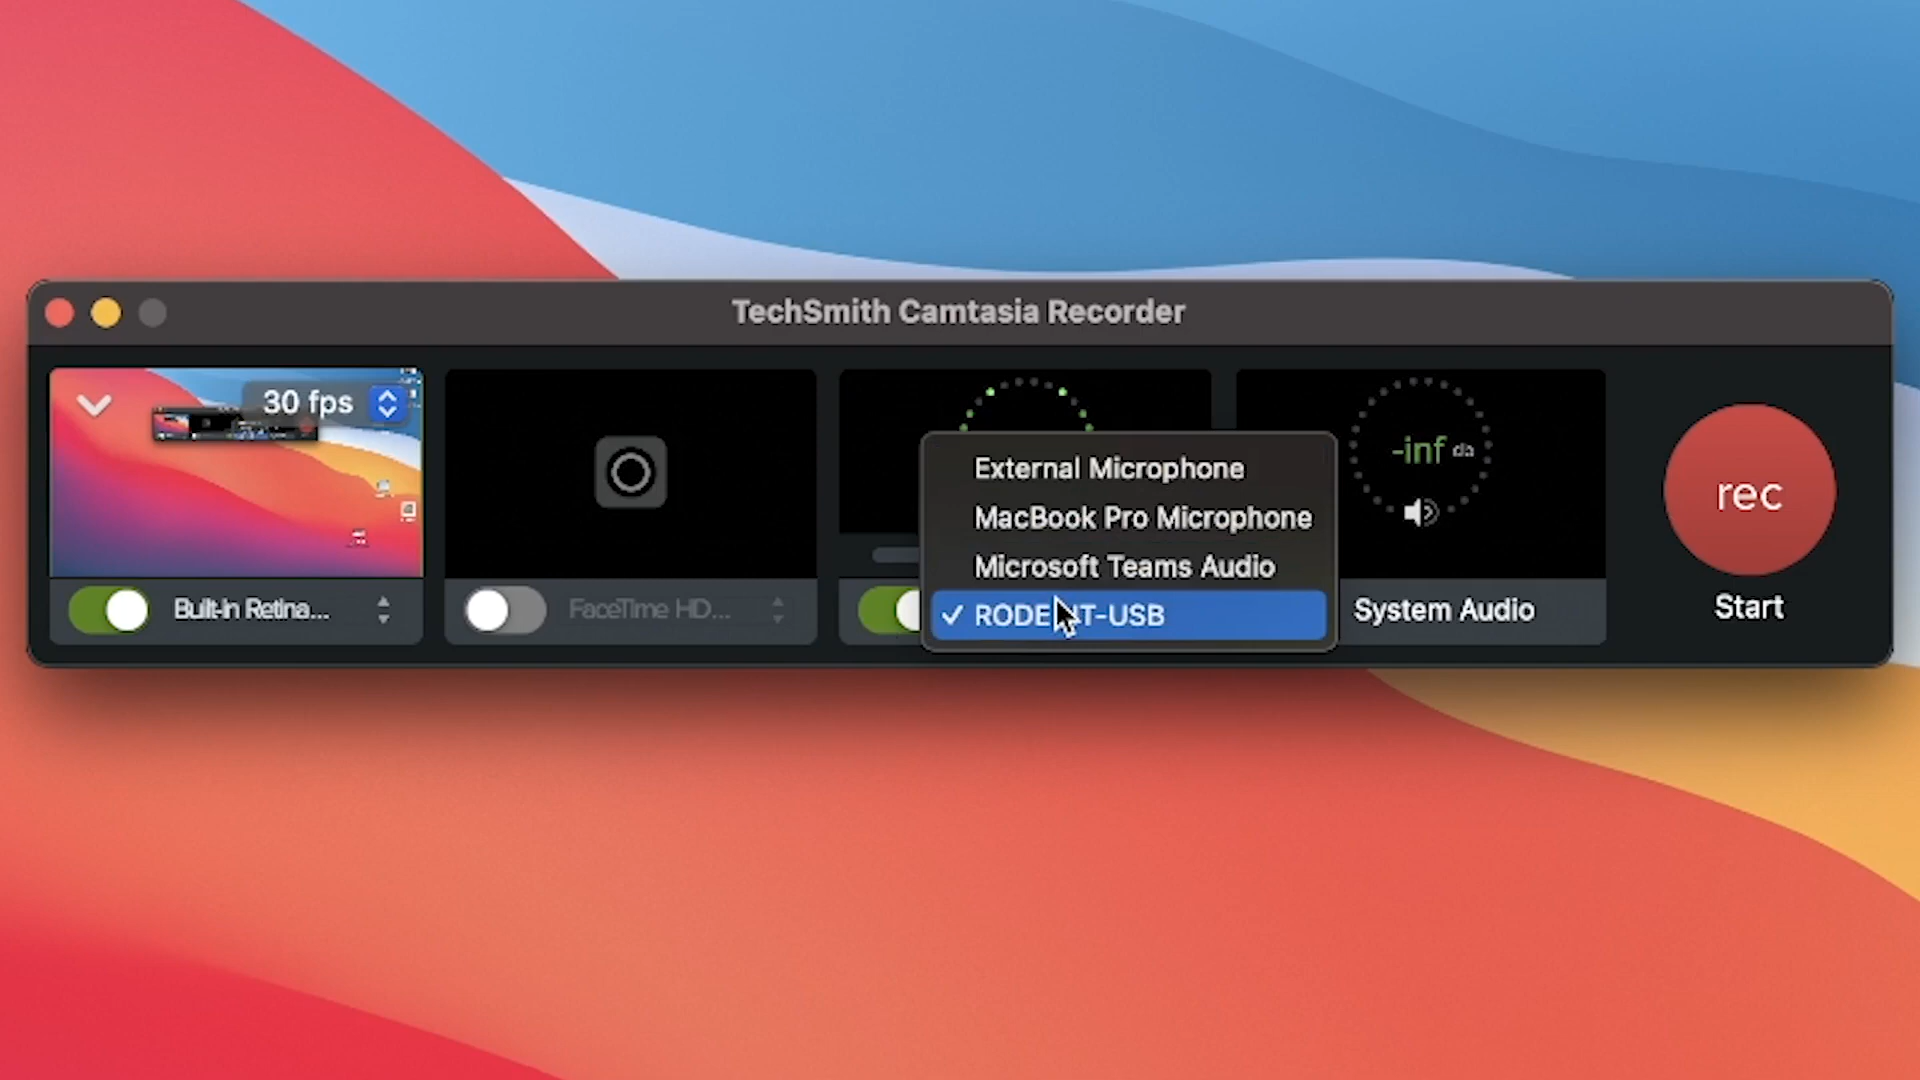 TechSmith Camtasia Recorder
30 fps
External Microphone
MacBook Pro Microphone
Microsoft Teams Audio
RODE T-USB
-inf db
rec
Built-in Retina...
FaceTime HD...
System Audio
Start